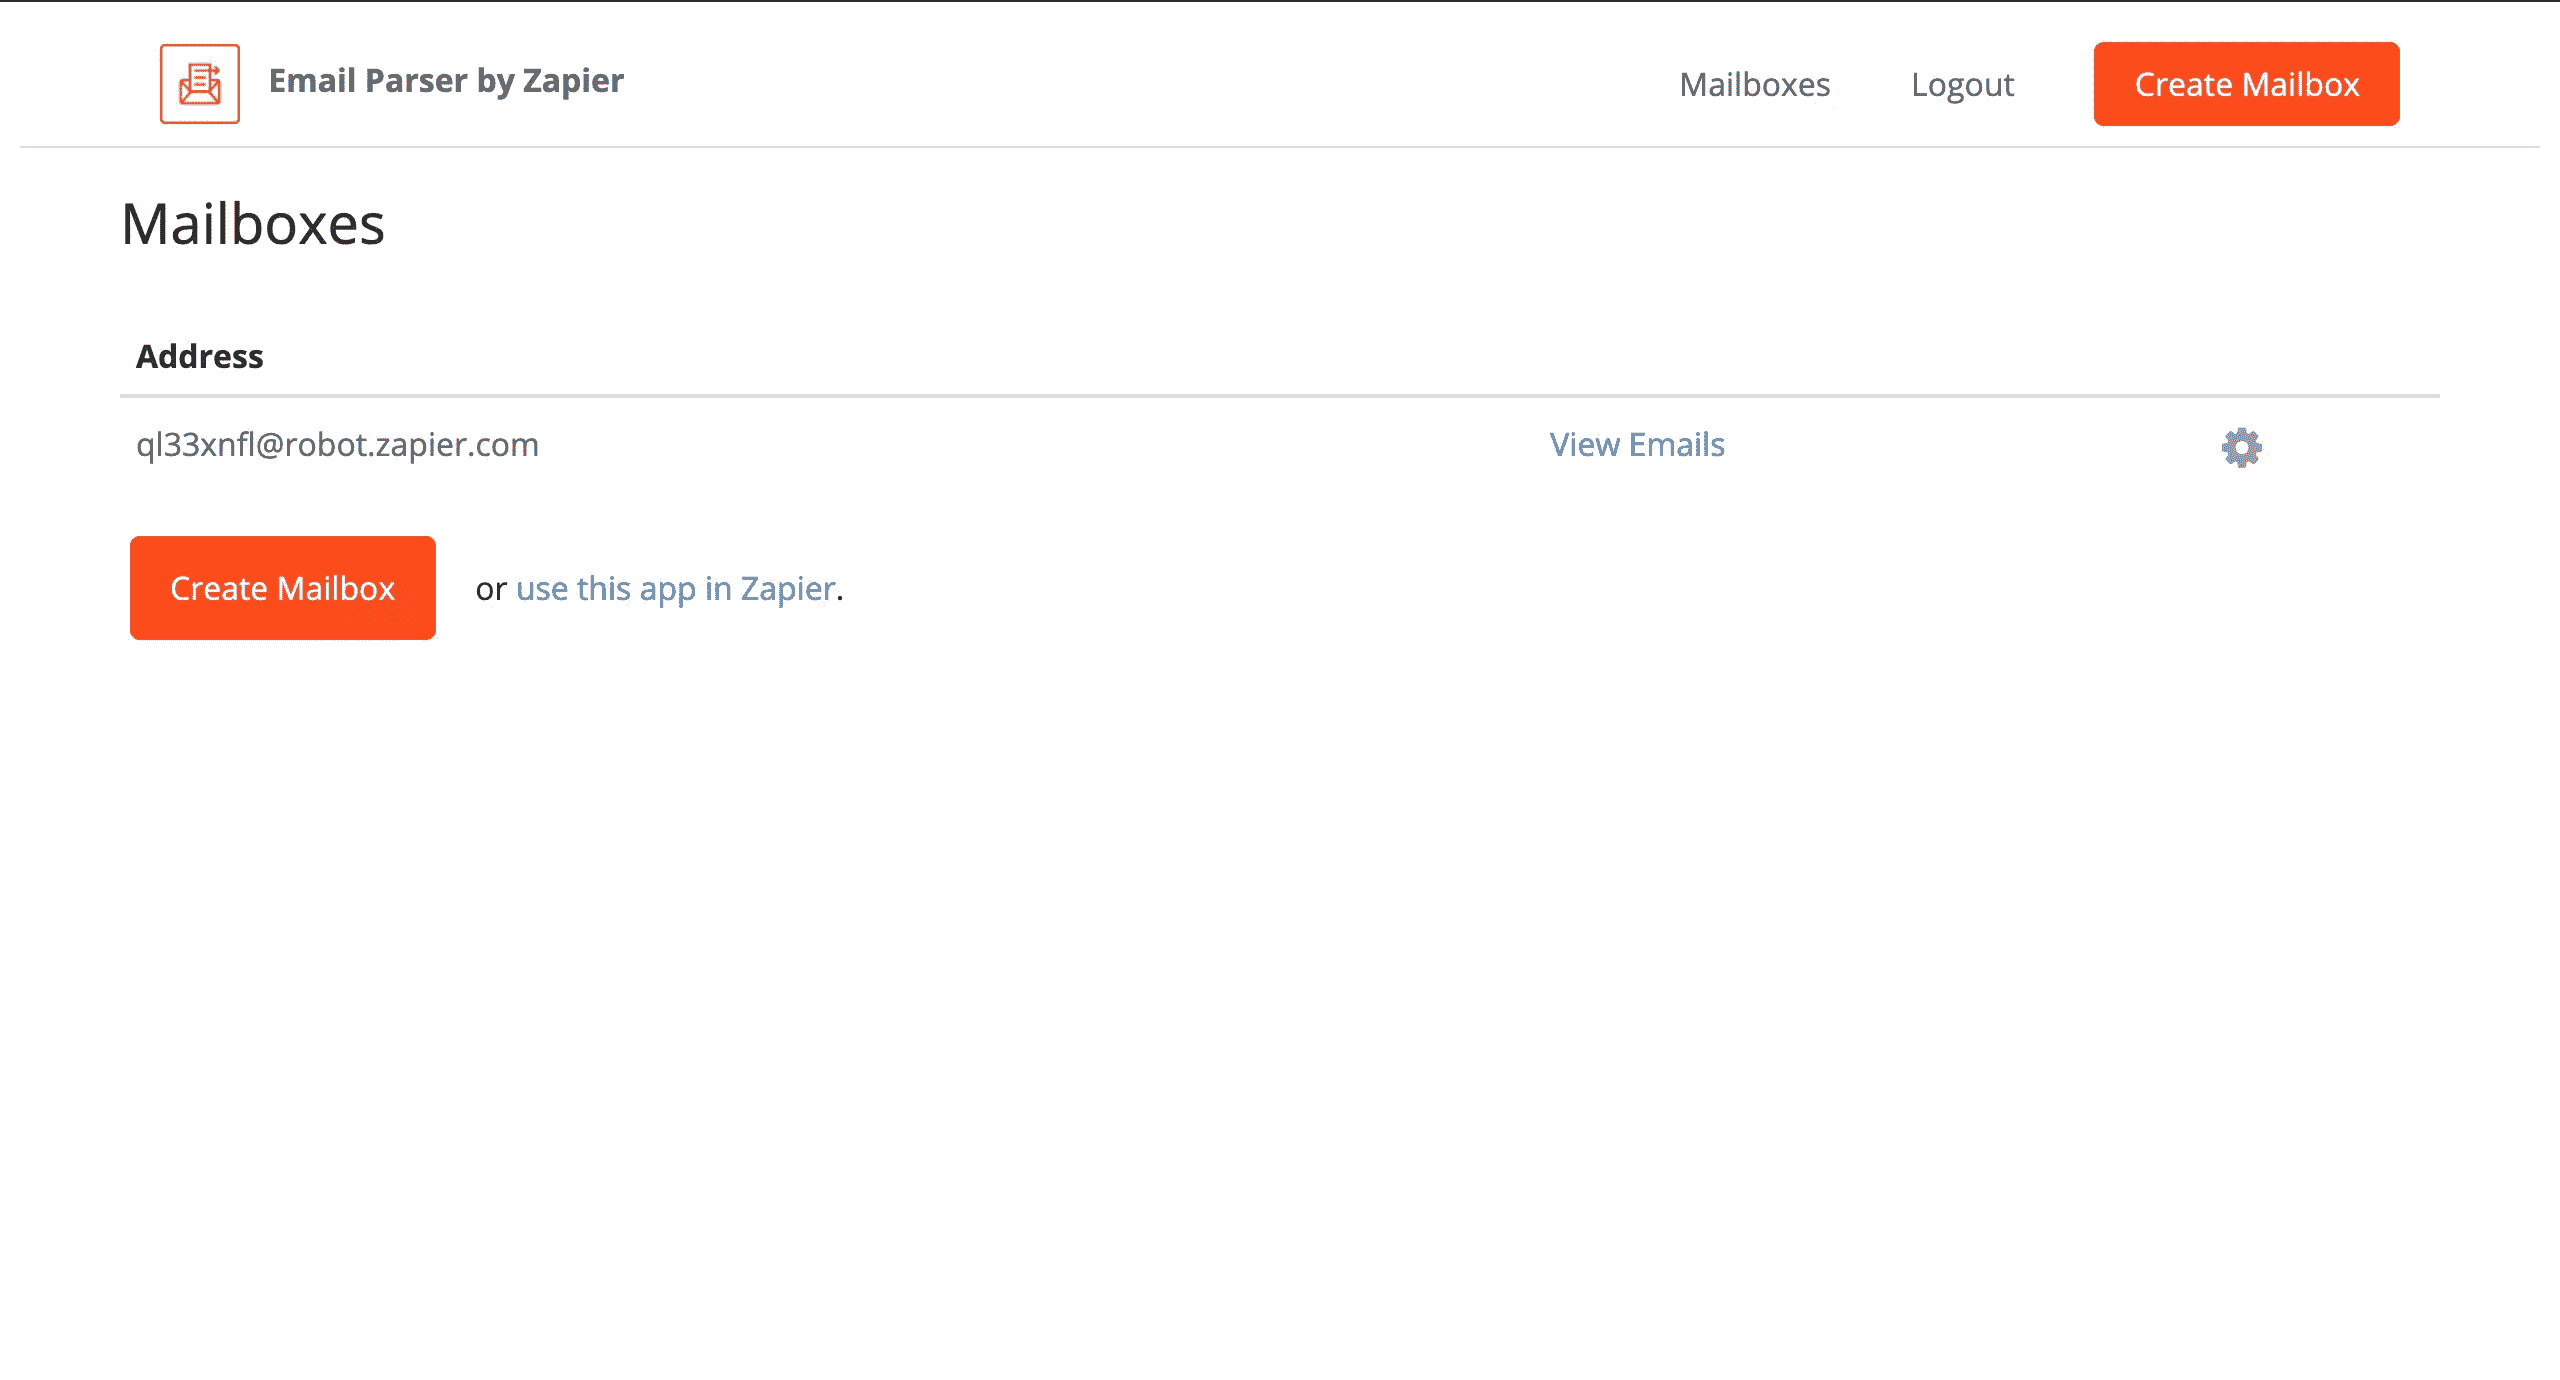 Email Parser by Zapier
Mailboxes
Logout
Create Mailbox
Mailboxes
Address
ql33xnfl@robot.zapier.com
View Emails
Create Mailbox
or use this app in Zapier.